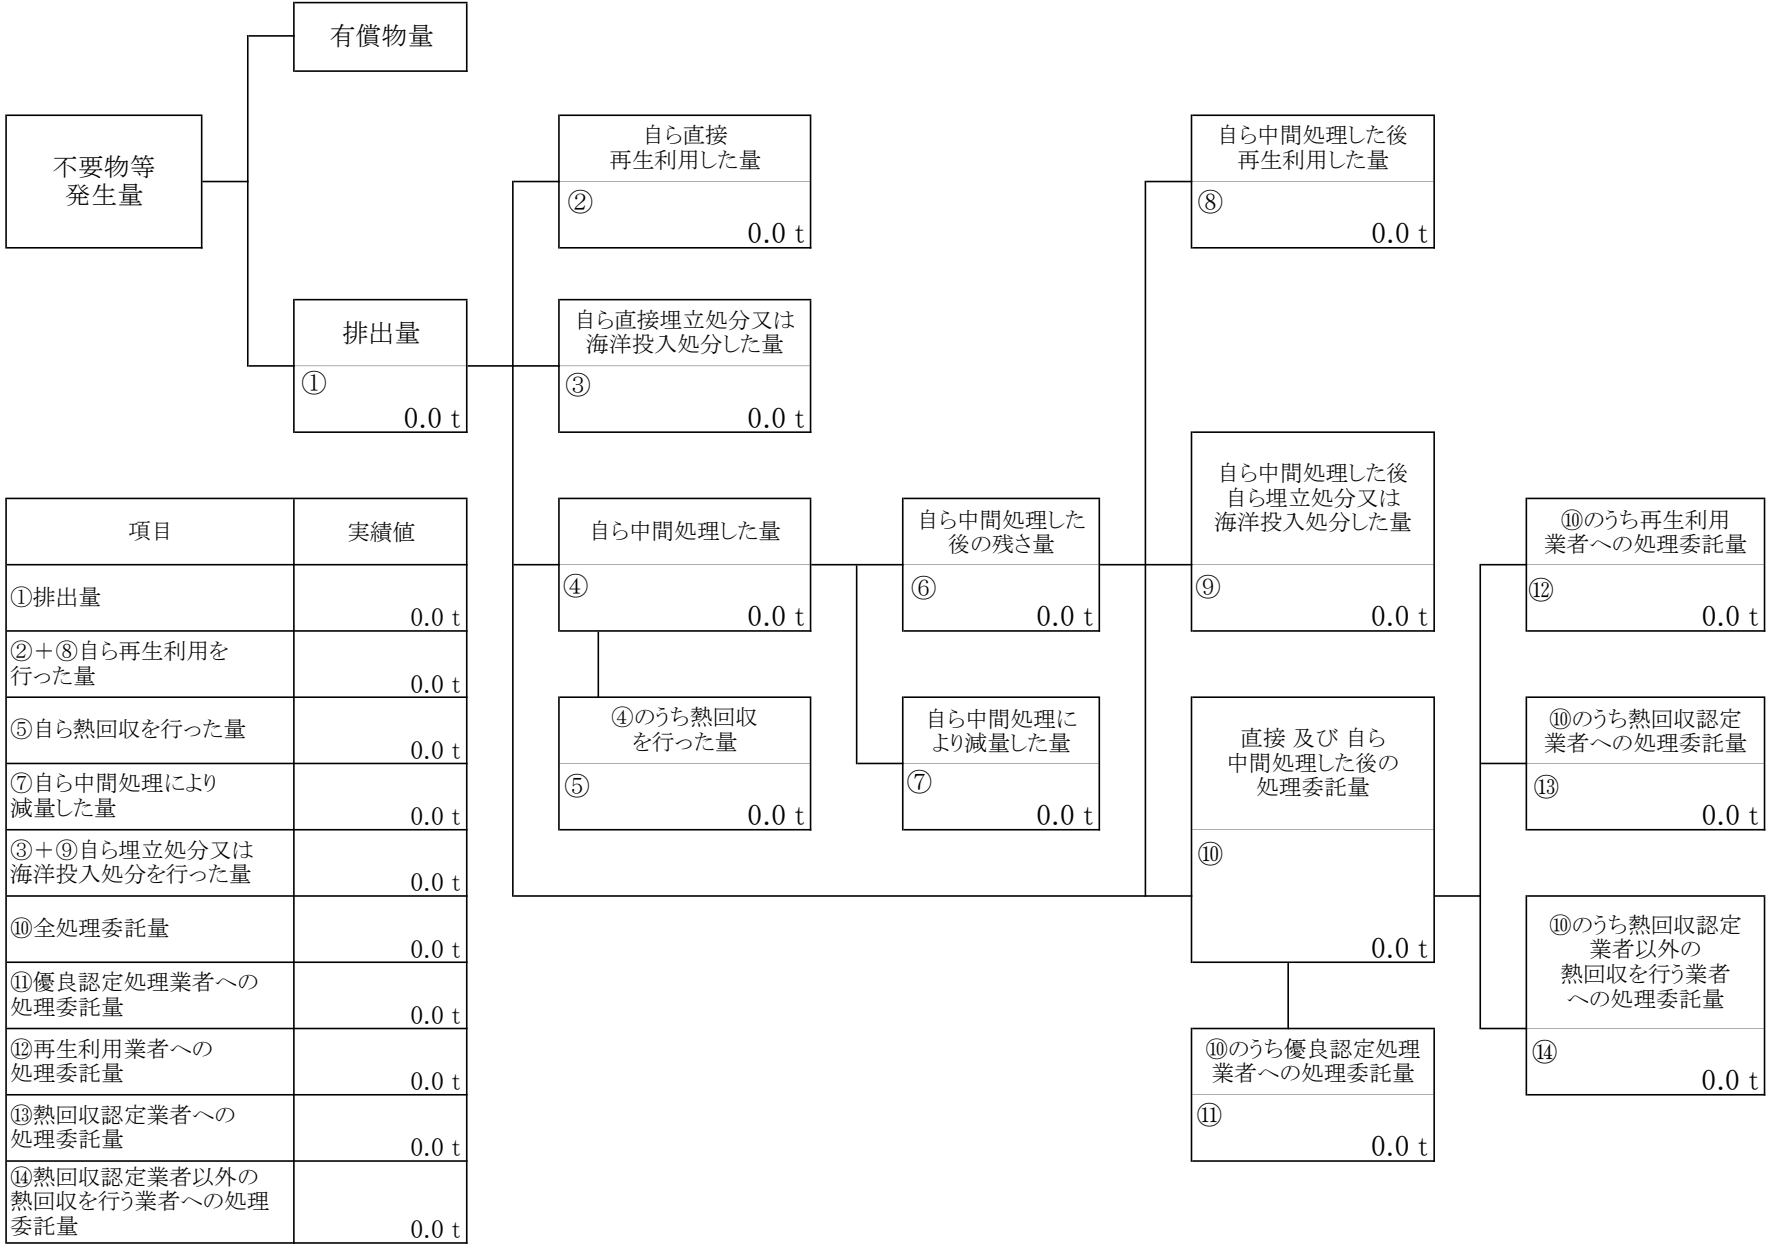 有償物量
不要物等
発生量
自ら直接
再生利用した量
②
0.0 t
自ら中間処理した後
再生利用した量
⑧
0.0 t
排出量
①
0.0 t
自ら直接埋立処分又は
海洋投入処分した量
③
0.0 t
自ら中間処理した量
④
0.0 t
自ら中間処理した
後の残さ量
⑥
0.0 t
自ら中間処理した後
自ら埋立処分又は
海洋投入処分した量
⑨
0.0 t
⑩のうち再生利用
業者への処理委託量
⑫
0.0 t
④のうち熱回収
を行った量
⑤
0.0 t
自ら中間処理に
より減量した量
⑦
0.0 t
直接 及び 自ら
中間処理した後の
処理委託量
⑩
0.0 t
⑩のうち熱回収認定
業者への処理委託量
⑬
0.0 t
⑩のうち熱回収認定
業者以外の
熱回収を行う業者
への処理委託量
⑭
0.0 t
⑩のうち優良認定処理
業者への処理委託量
⑪
0.0 t
項目 実績値
①排出量
0.0 t
②＋⑧自ら再生利用を
行った量
0.0 t
⑤自ら熱回収を行った量
0.0 t
⑦自ら中間処理により
減量した量
0.0 t
③＋⑨自ら埋立処分又は
海洋投入処分を行った量
0.0 t
⑩全処理委託量
0.0 t
⑪優良認定処理業者への
処理委託量
0.0 t
⑫再生利用業者への
処理委託量
0.0 t
⑬熱回収認定業者への
処理委託量
0.0 t
⑭熱回収認定業者以外の
熱回収を行う業者への処理
委託量
0.0 t